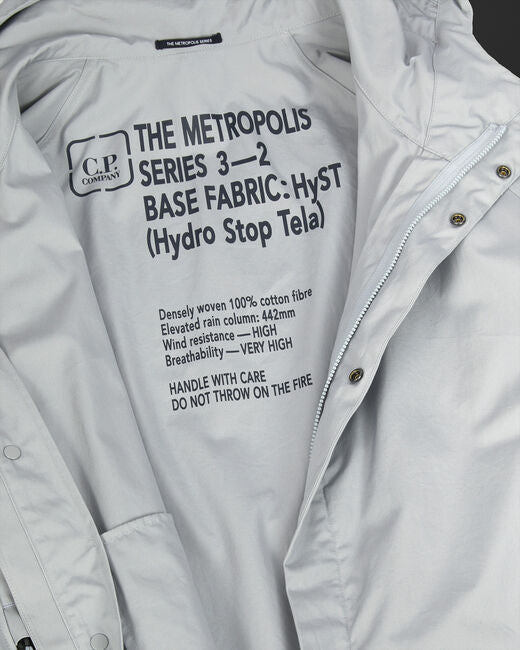 THE METROPOLIS SERIES
C.P.
COMPANY
THE METROPOLIS
SERIES 3—2
BASE FABRIC: HyST
(Hydro Stop Tela)
Densely woven 100% cotton fibre
Elevated rain column: 442mm
Wind resistance — HIGH
Breathability — VERY HIGH
HANDLE WITH CARE
DO NOT THROW ON THE FIRE